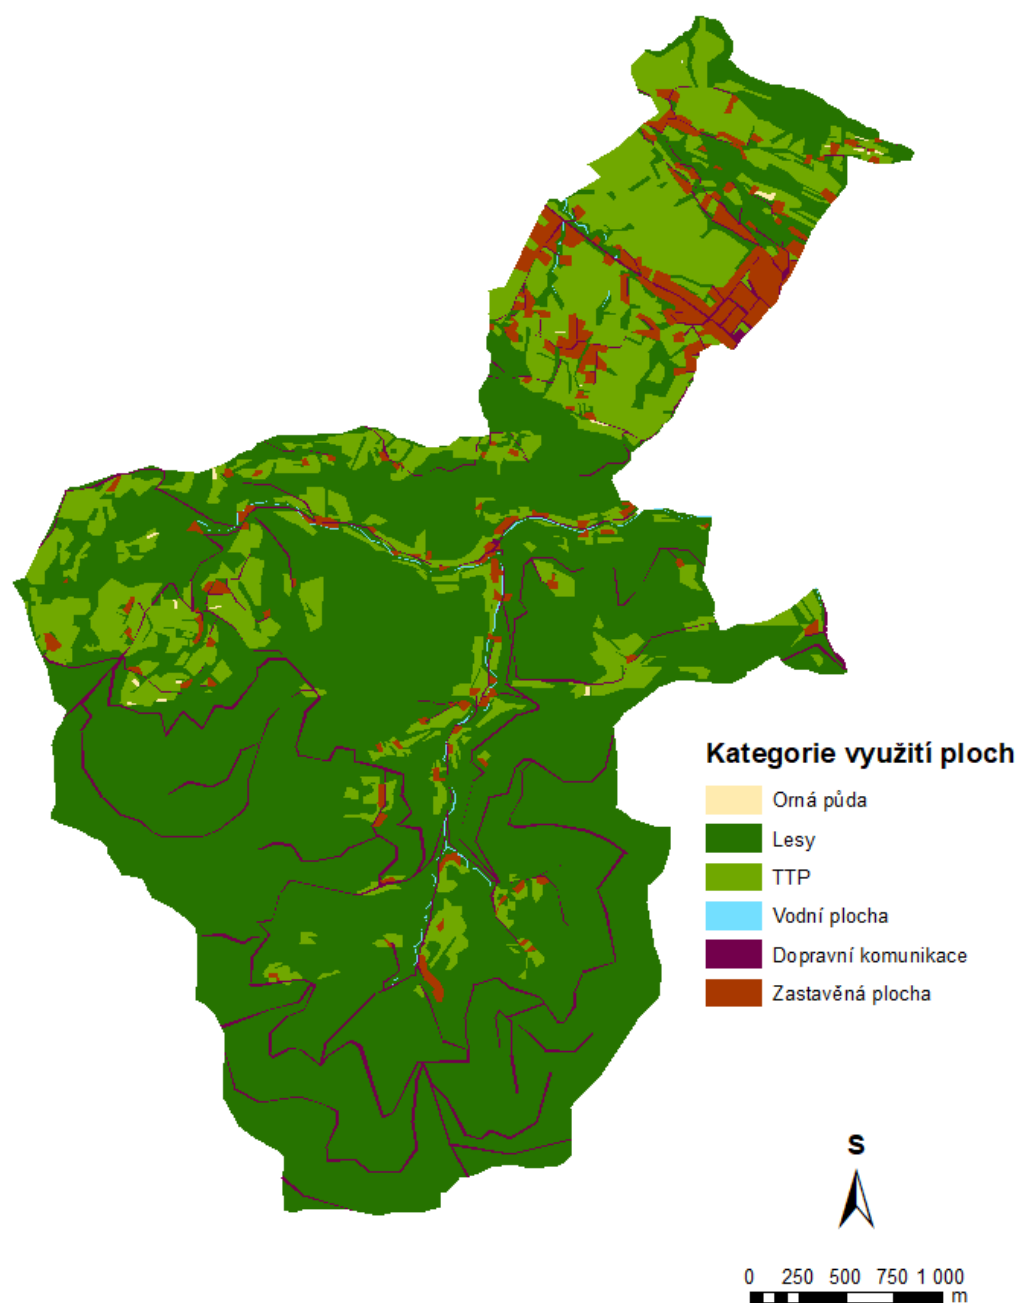 Kategorie využití ploch
Orná půda
Lesy
TTP
Vodní plocha
Dopravní komunikace
Zastavěná plocha
S
0 250 500 750 1 000
m